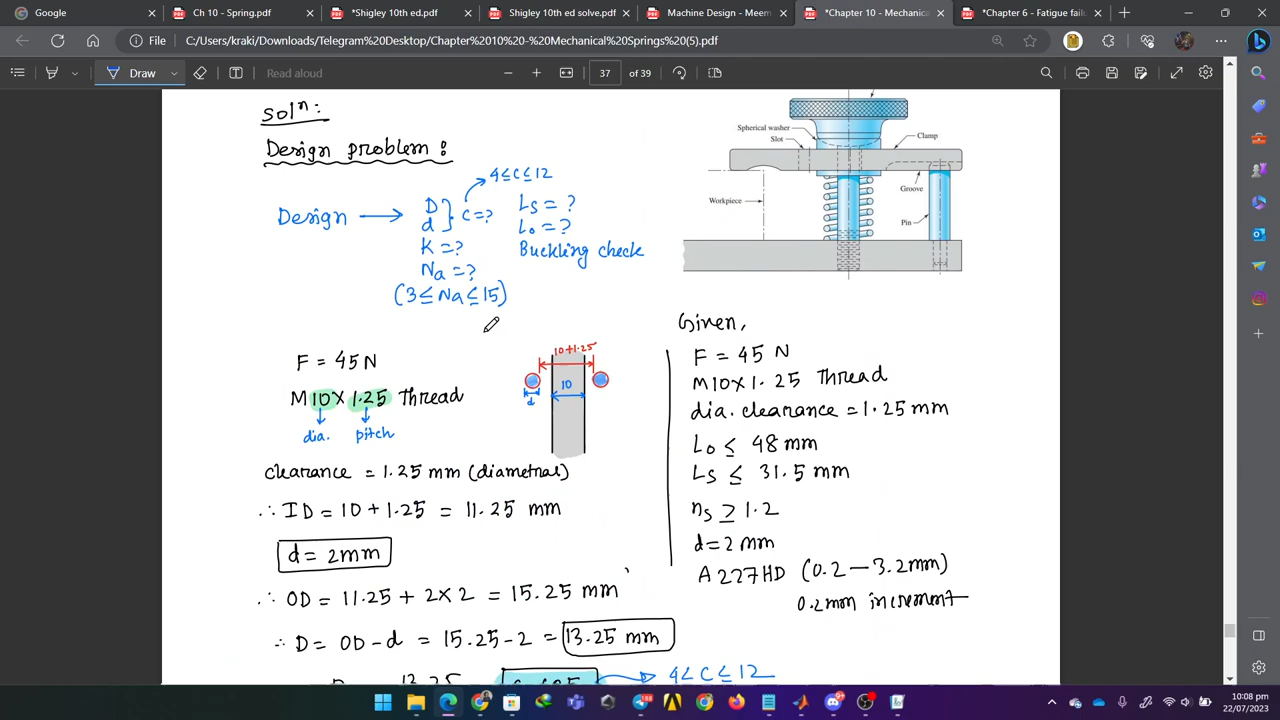 Ch 10 - Spring.pdf
*Shigley 10th ed.pdf
Shigley 10th ed solve.pdf
Machine Design - Meem
*Chapter 10 - Mechanica
*Chapter 6 - Fatigue fail
File C:/Users/kraki/Downloads/Telegram%20Desktop/Chapter%2010%20-%20Mechanical%20Springs%20(5).pdf
Draw
Read aloud
37 of 39
Solⁿ:
Design problem:
Design → D d } C=? 4≤C≤12
K=?
Na=?
(3≤Na≤15)
Ls=?
Lo=?
Buckling check
Spherical washer
Slot
Clamp
Groove
Workpiece
Pin
F = 45 N
M10×1.25 Thread
dia. pitch
10+1.25
10
d
clearance = 1.25 mm (diametral)
∴ ID = 10 + 1.25 = 11.25 mm
d = 2mm
∴ OD = 11.25 + 2×2 = 15.25 mm
∴ D = OD-d = 15.25-2 = 13.25 mm
4≤C≤12
Given,
F = 45 N
M10×1.25 Thread
dia. clearance = 1.25 mm
Lo ≤ 48 mm
Ls ≤ 31.5 mm
ns ≥ 1.2
d=2 mm
A227HD (0.2 — 3.2mm)
0.2mm increment
10:08 pm
22/07/2023